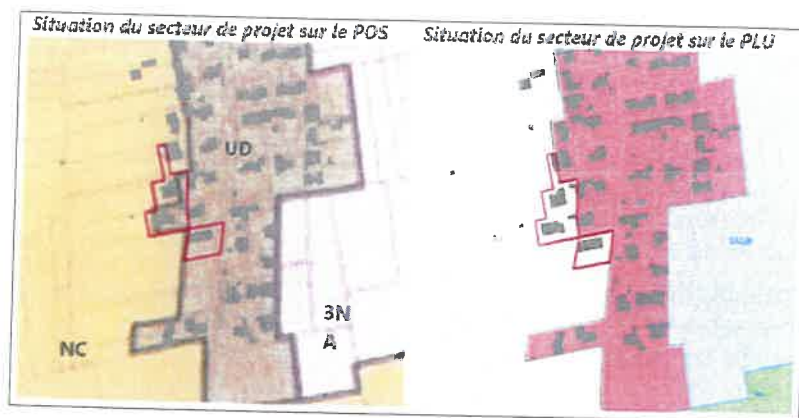 Situation du secteur de projet sur le POS
Situation du secteur de projet sur le PLU
UD
3N
A
NC